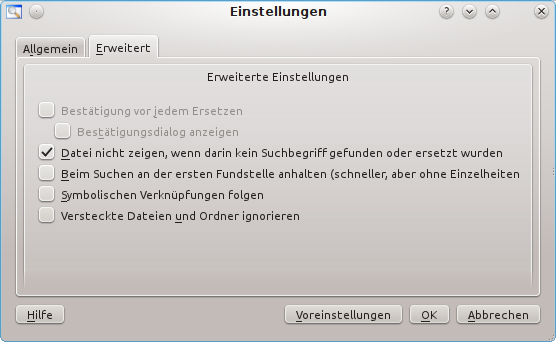 Einstellungen
Allgemein Erweitert
Erweiterte Einstellungen
Bestätigung vor jedem Ersetzen
Bestätigungsdialog anzeigen
Datei nicht zeigen, wenn darin kein Suchbegriff gefunden oder ersetzt wurden
Beim Suchen an der ersten Fundstelle anhalten (schneller, aber ohne Einzelheiten
Symbolischen Verknüpfungen folgen
Versteckte Dateien und Ordner ignorieren
Hilfe Voreinstellungen OK Abbrechen